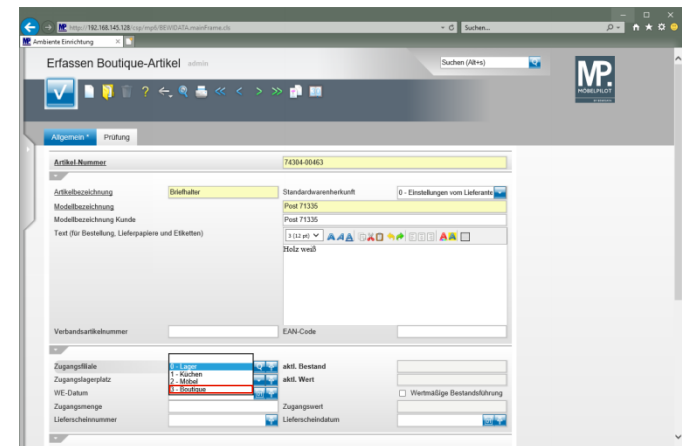 http://192.168.145.128/csp/mpli/BEWIDATA.mainFrame.cls
Suchen...
Ambiente Einrichtung
Erfassen Boutique-Artikel admin
Suchen (Alt+s)
MP.
MÖBELPILOT
Allgemein * Prüfung
Artikel-Nummer 74304-00463
Artikelbezeichnung Briefhalter Standardwarenherkunft 0 - Einstellungen vom Lieferante
Modellbezeichnung Post 71335
Modellbezeichnung Kunde Post 71335
Text (für Bestellung, Lieferpapiere und Etiketten) 3 (12 pt)
Holz weiß
Verbandsartikelnummer EAN-Code
Zugangsfiliale 0 - Lager aktl. Bestand
1 - Küchen
Zugangslagerplatz 2 - Möbel aktl. Wert
3 - Boutique
WE-Datum Wertmäßige Bestandsführung
Zugangsmenge Zugangswert
Lieferscheinnummer Lieferscheindatum